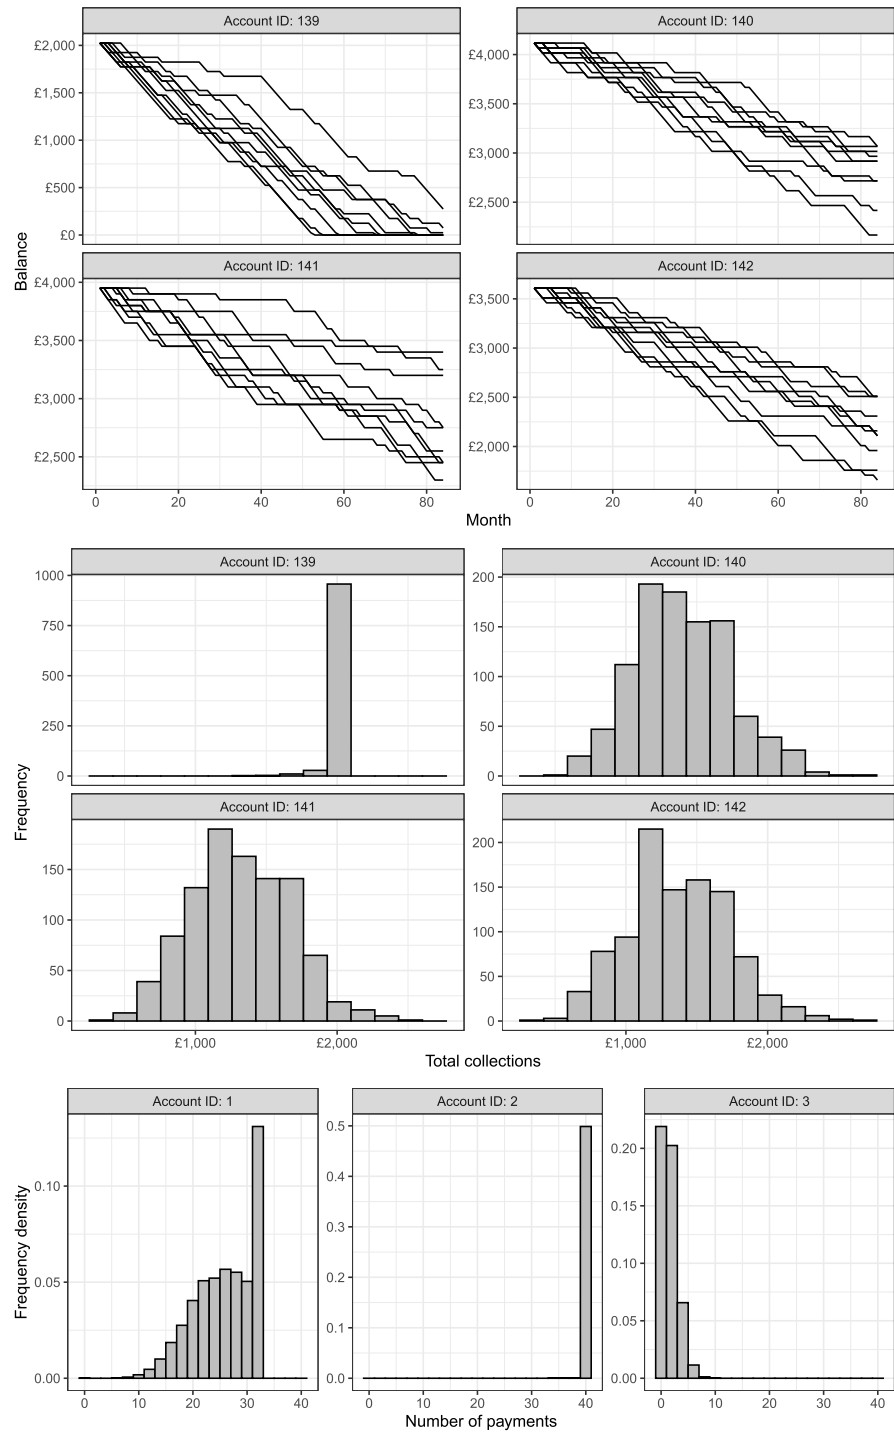 Account ID: 139
Account ID: 140
£2,000
£1,500
£1,000
£500
£0
£4,000
£3,500
£3,000
£2,500
Balance
Account ID: 141
Account ID: 142
£4,000
£3,500
£3,000
£2,500
£3,500
£3,000
£2,500
£2,000
0 20 40 60 80
0 20 40 60 80
Month
Account ID: 139
Account ID: 140
1000
750
500
250
0
200
150
100
50
0
Frequency
Account ID: 141
Account ID: 142
150
100
50
0
200
150
100
50
0
£1,000 £2,000
£1,000 £2,000
Total collections
Account ID: 1
Account ID: 2
Account ID: 3
Frequency density
0.10
0.05
0.00
0.5
0.4
0.3
0.2
0.1
0.0
0.20
0.15
0.10
0.05
0.00
0 10 20 30 40
0 10 20 30 40
0 10 20 30 40
Number of payments